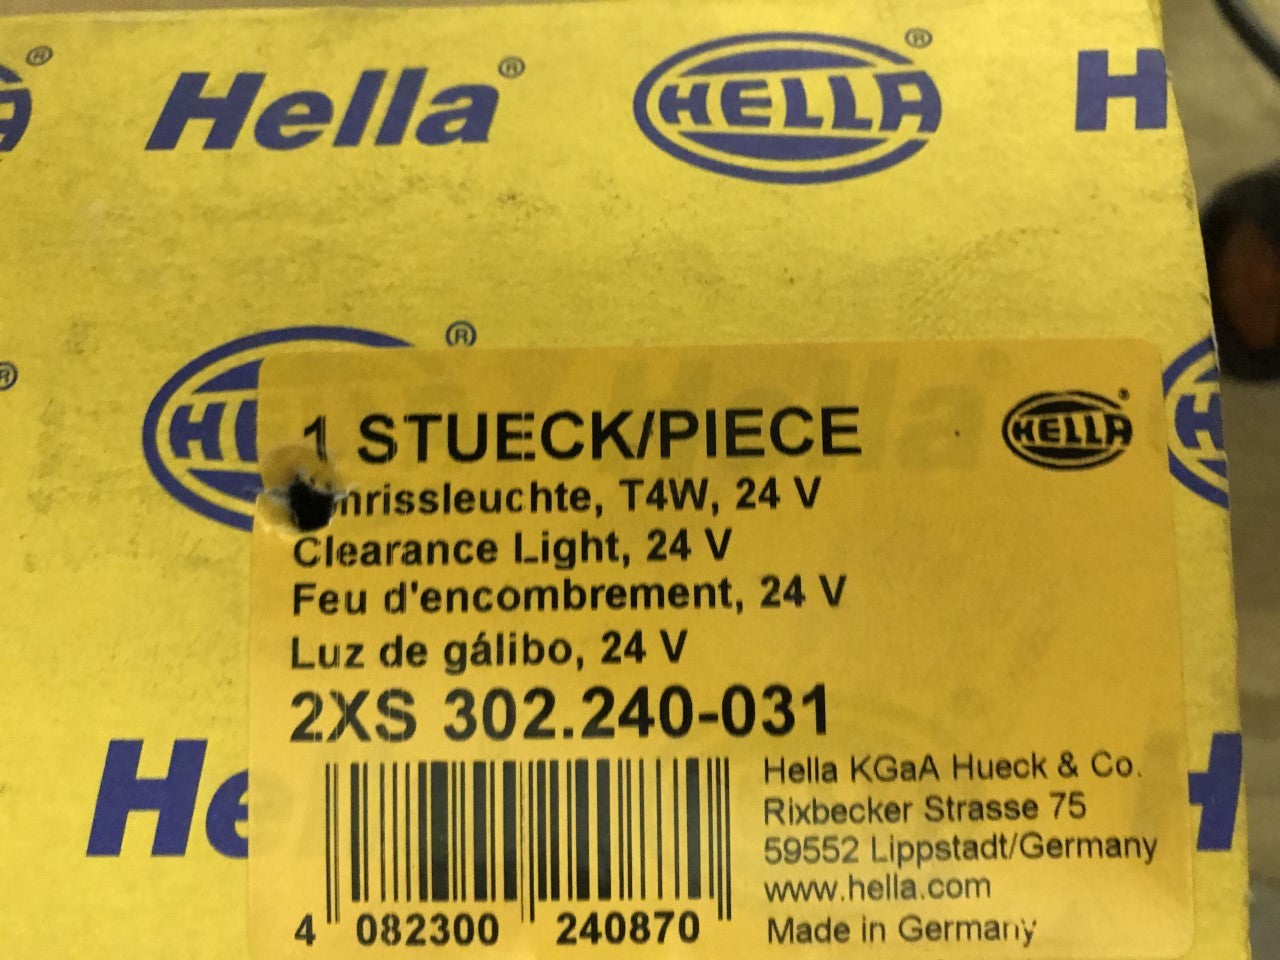 Hella®
HELLA®
1 STUECK/PIECE
HELLA®
T4W, 24 V
Clearance Light, 24 V
Feu d'encombrement, 24 V
Luz de gálibo, 24 V
2XS 302.240-031
Hella KGaA Hueck & Co.
Rixbecker Strasse 75
59552 Lippstadt/Germany
www.hella.com
Made in Germany
4 082300 240870